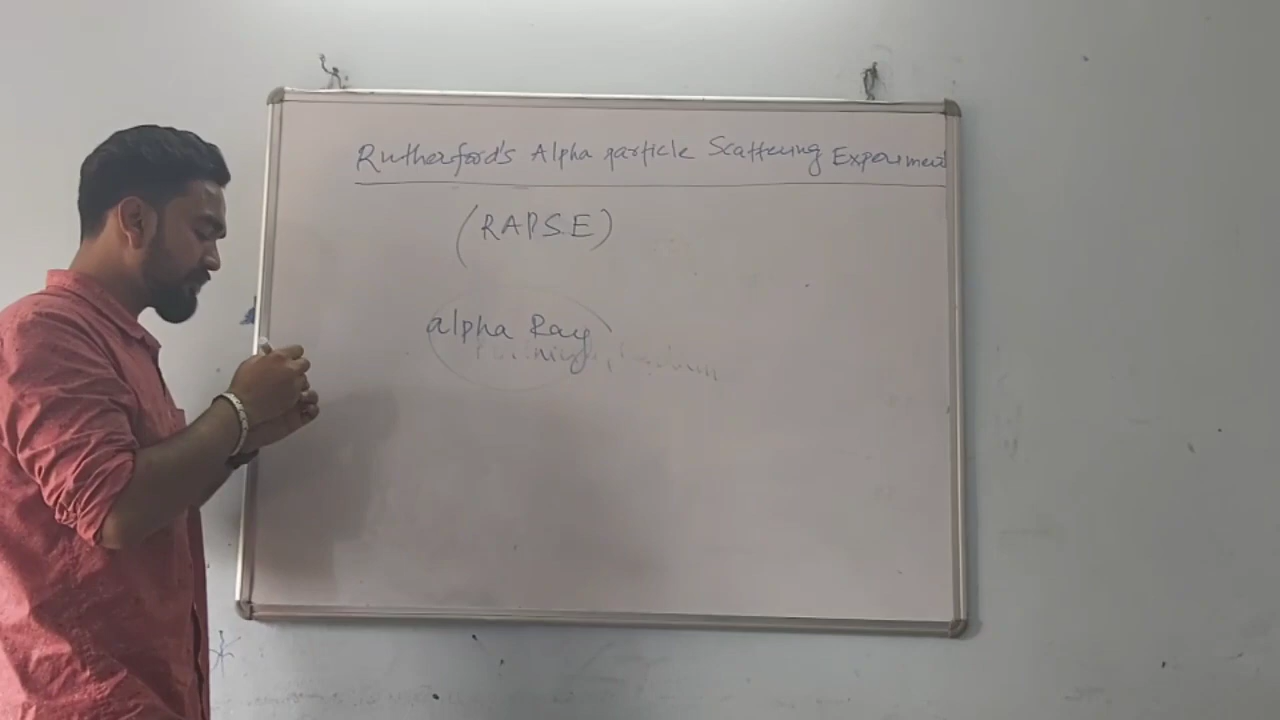 Rutherford's Alpha particle Scattering Experiment
(RAPSE)
alpha Ray